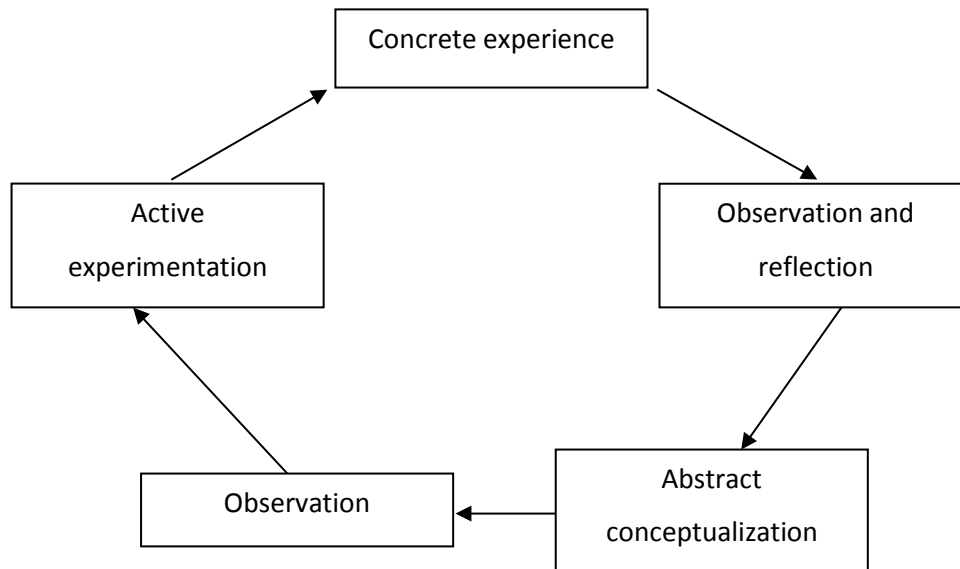 Concrete experience
Active
experimentation
Observation and
reflection
Observation
Abstract
conceptualization